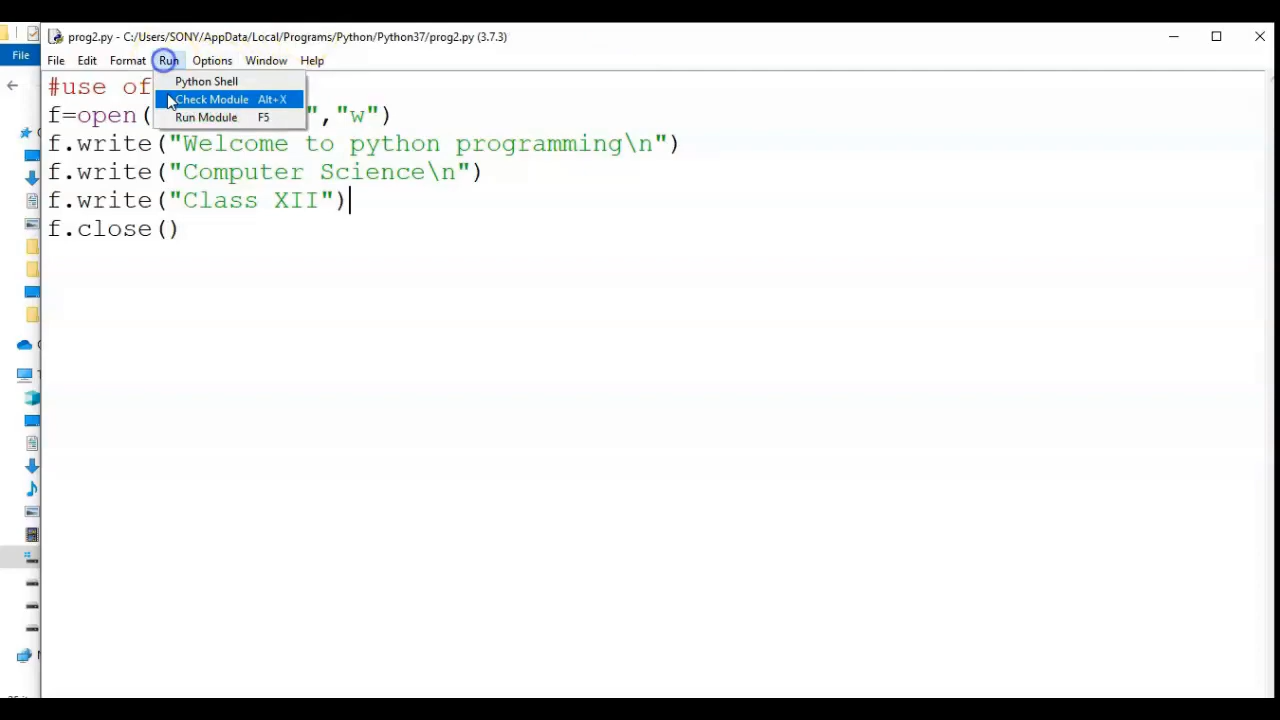 prog2.py - C:/Users/SONY/AppData/Local/Programs/Python/Python37/prog2.py (3.7.3)
File
File Edit Format Run Options Window Help
Python Shell
Check Module Alt+X
Run Module F5
#use of
f=open( ","w")
f.write("Welcome to python programming\n")
f.write("Computer Science\n")
f.write("Class XII")
f.close()